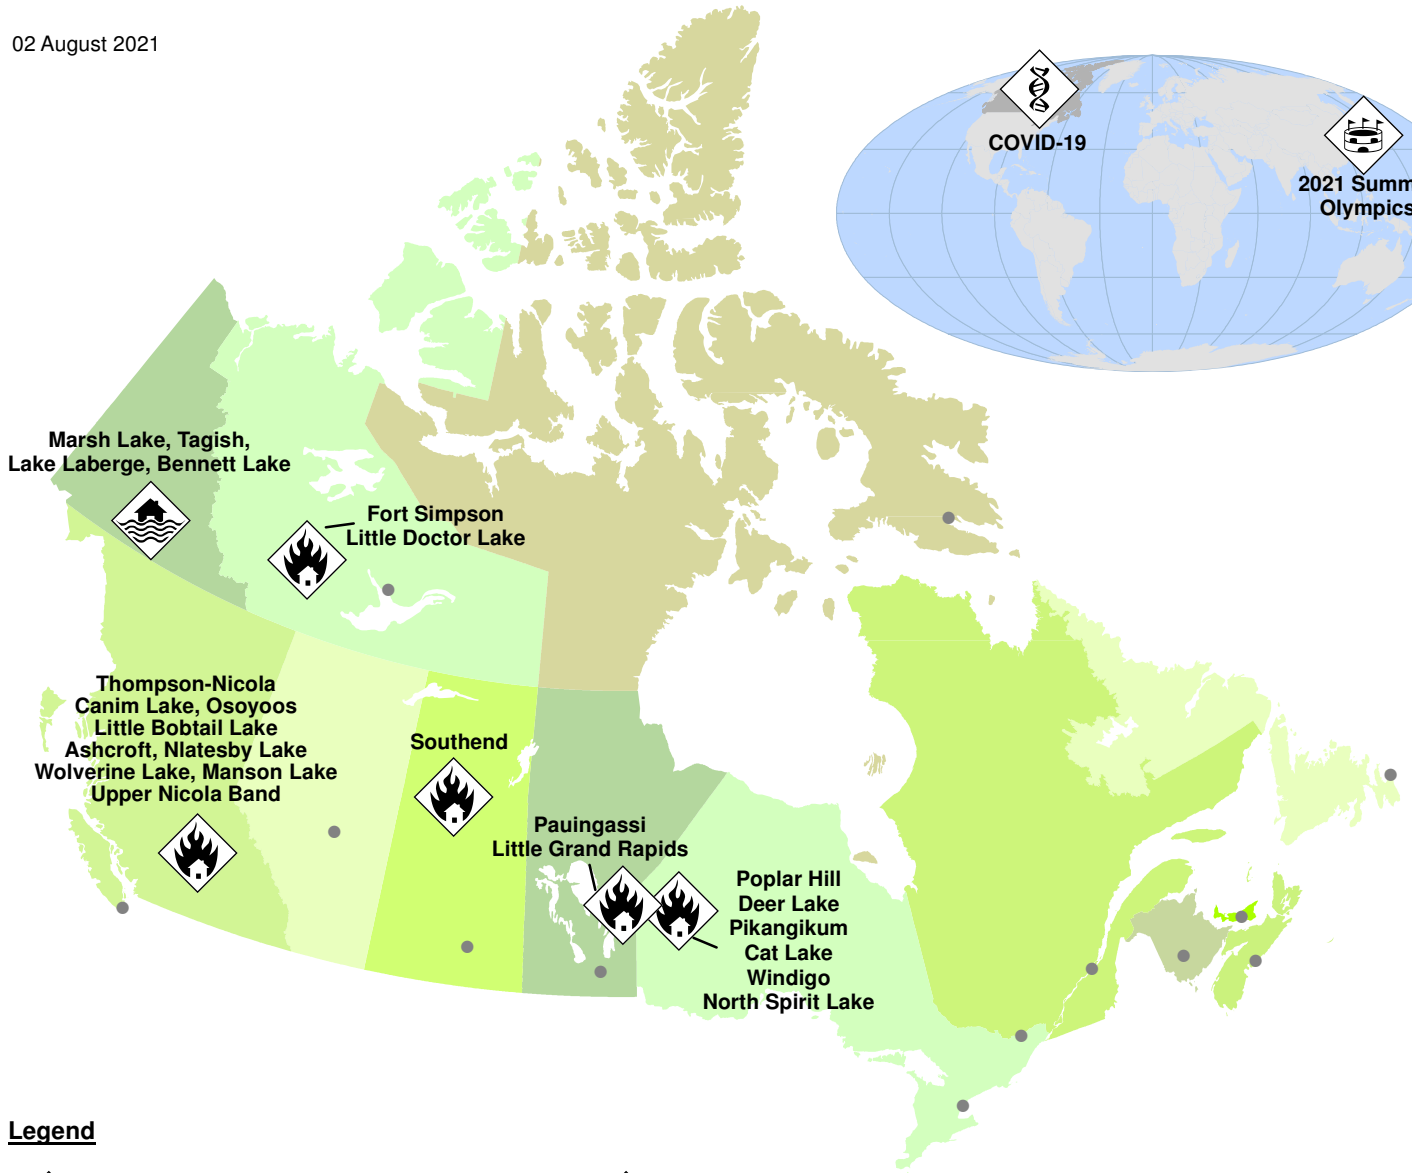 02 August 2021
COVID-19
2021 Summ
Olympics
Marsh Lake, Tagish,
Lake Laberge, Bennett Lake
Fort Simpson
Little Doctor Lake
Thompson-Nicola
Canim Lake, Osoyoos
Little Bobtail Lake
Ashcroft, Nlatesby Lake
Wolverine Lake, Manson Lake
Upper Nicola Band
Southend
Pauingassi
Little Grand Rapids
Poplar Hill
Deer Lake
Pikangikum
Cat Lake
Windigo
North Spirit Lake
Legend